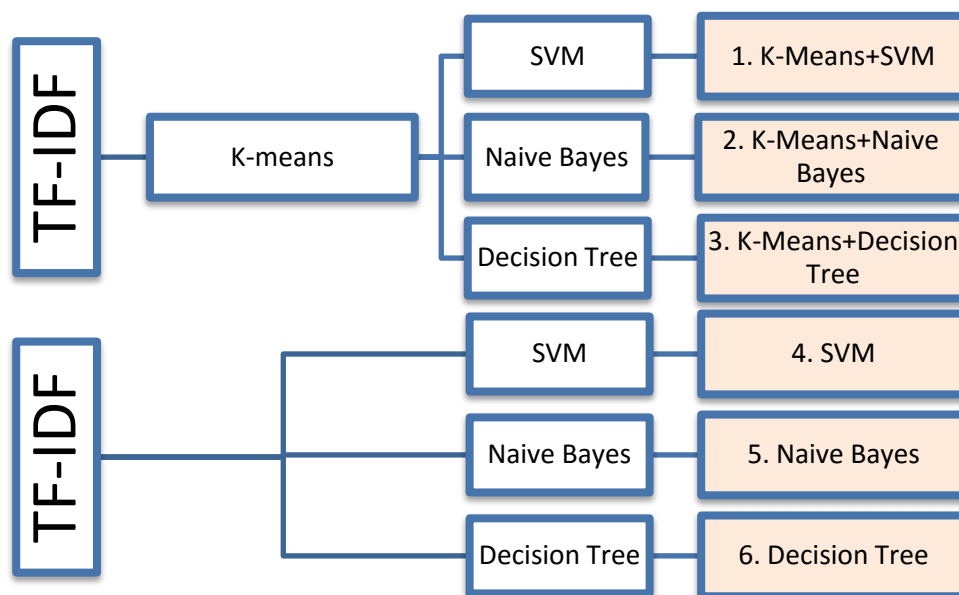 TF-IDF
K-means
SVM
Naive Bayes
Decision Tree
1. K-Means+SVM
2. K-Means+Naive
Bayes
3. K-Means+Decision
Tree
TF-IDF
SVM
Naive Bayes
Decision Tree
4. SVM
5. Naive Bayes
6. Decision Tree